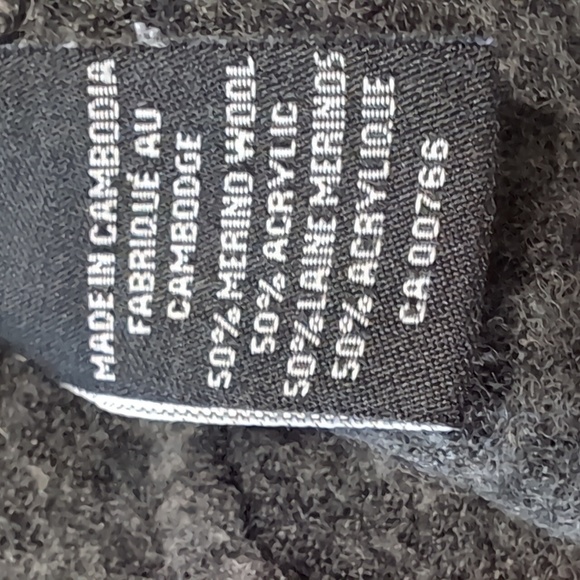 MADE IN CAMBODIA
FABRIQUÉ AU
CAMBODGE
50% MERINO WOOL
50% ACRYLIC
50% LAINE MERINOS
50% ACRYLIQUE
CA 00766